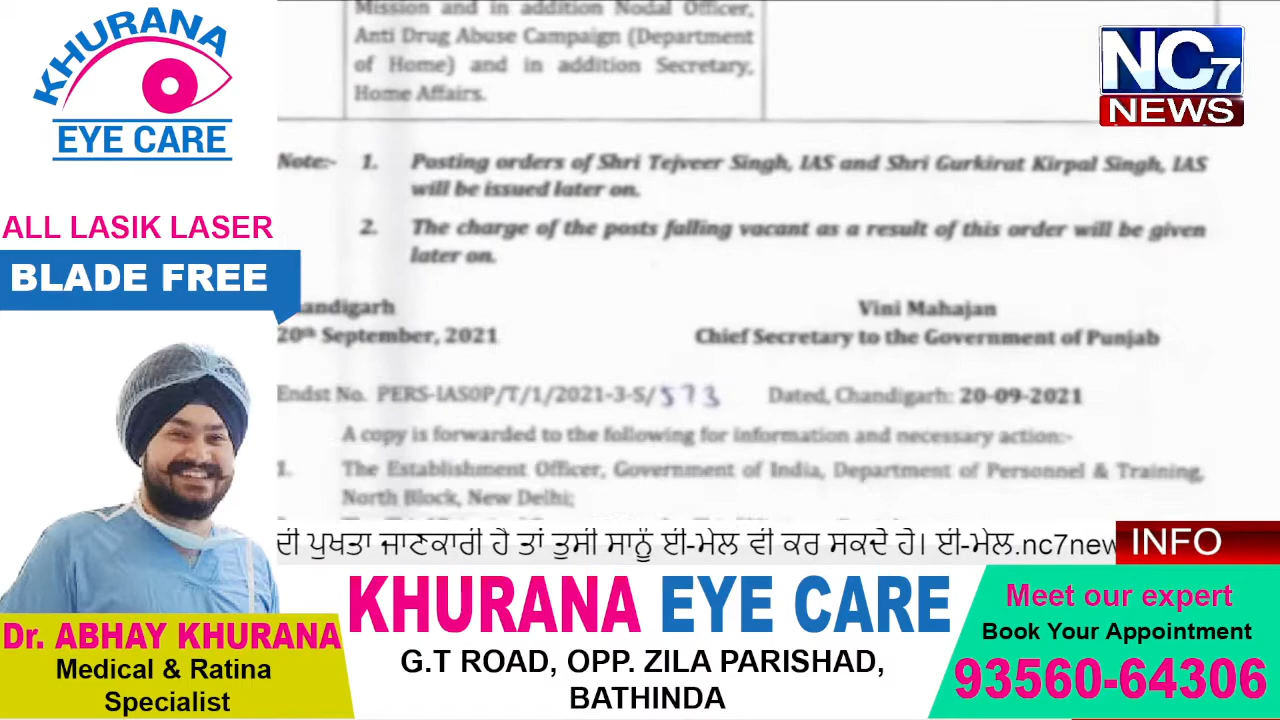 KHURANA
EYE CARE
ALL LASIK LASER
BLADE FREE
Mission and in addition Nodal Officer,
Anti Drug Abuse Campaign (Department
of Home) and in addition Secretary,
Home Affairs.
NC7
NEWS
Note:- 1. Posting orders of Shri Tejveer Singh, IAS and Shri Gurkirat Kirpal Singh, IAS
will be issued later on.
2. The charge of the posts falling vacant as a result of this order will be given
later on.
andigarh
20th September, 2021
Vini Mahajan
Chief Secretary to the Government of Punjab
Endst No. PERS-IASOP/T/1/2021-3-S/573 Dated, Chandigarh: 20-09-2021
A copy is forwarded to the following for information and necessary action:-
1. The Establishment Officer, Government of India, Department of Personnel & Training,
North Block, New Delhi;
ਦੀ ਪੁਖਤਾ ਜਾਣਕਾਰੀ ਹੈ ਤਾਂ ਤੁਸੀ ਸਾਨੂੰ ਈ-ਮੇਲ ਵੀ ਕਰ ਸਕਦੇ ਹੋ। ਈ-ਮੇਲ.nc7new
INFO
Dr. ABHAY KHURANA
Medical & Ratina
Specialist
KHURANA EYE CARE
G.T ROAD, OPP. ZILA PARISHAD,
BATHINDA
Meet our expert
Book Your Appointment
93560-64306